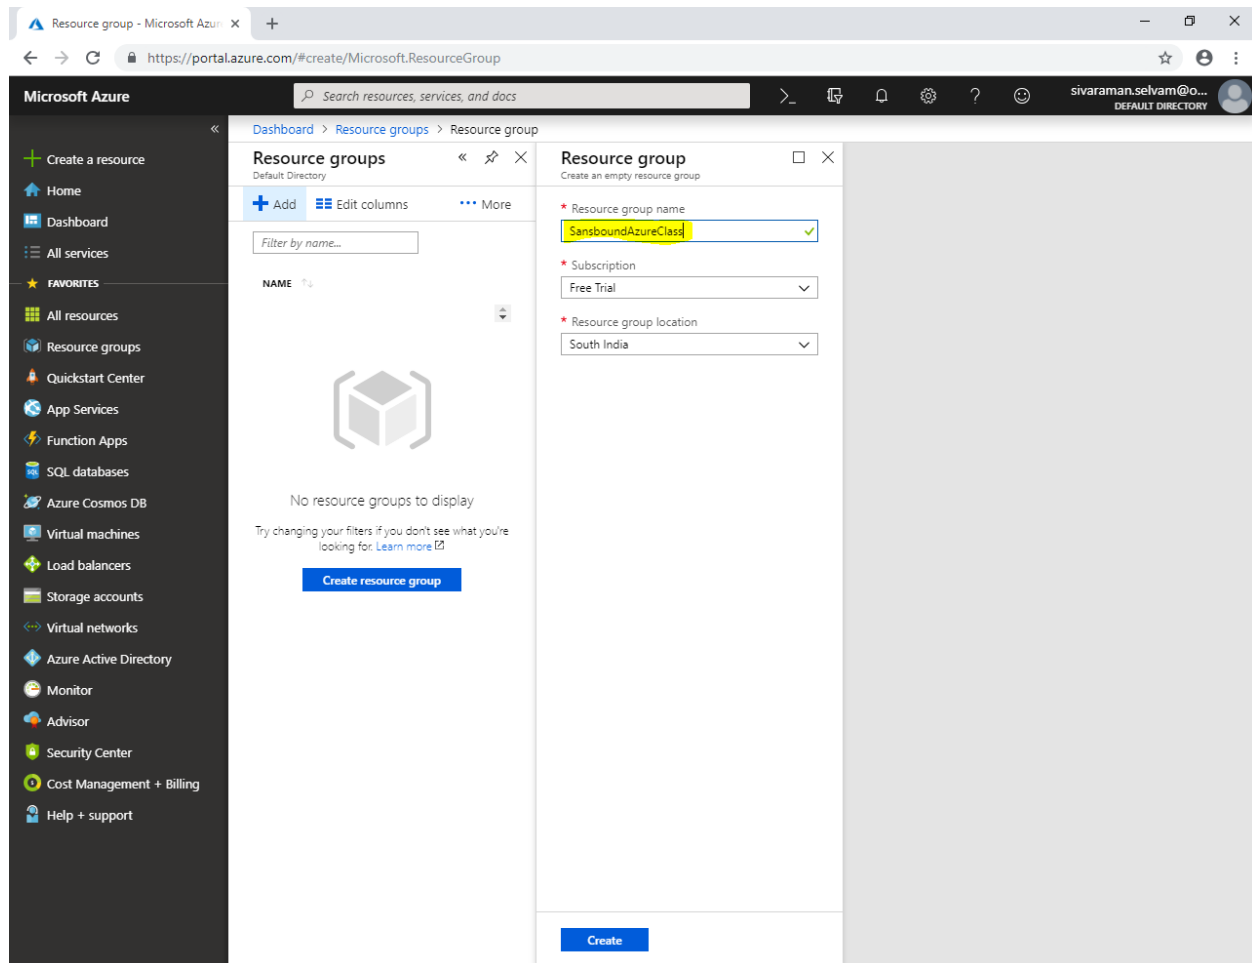 Resource group - Microsoft Azur
https://portal.azure.com/#create/Microsoft.ResourceGroup
Microsoft Azure
Search resources, services, and docs
sivaraman.selvam@o...
DEFAULT DIRECTORY
Create a resource
Home
Dashboard
All services
FAVORITES
All resources
Resource groups
Quickstart Center
App Services
Function Apps
SQL databases
Azure Cosmos DB
Virtual machines
Load balancers
Storage accounts
Virtual networks
Azure Active Directory
Monitor
Advisor
Security Center
Cost Management + Billing
Help + support
Dashboard > Resource groups > Resource group
Resource groups
Default Directory
Add Edit columns ••• More
Filter by name...
NAME
No resource groups to display
Try changing your filters if you don't see what you're
looking for. Learn more
Create resource group
Resource group
Create an empty resource group
* Resource group name
SansboundAzureClass
* Subscription
Free Trial
* Resource group location
South India
Create